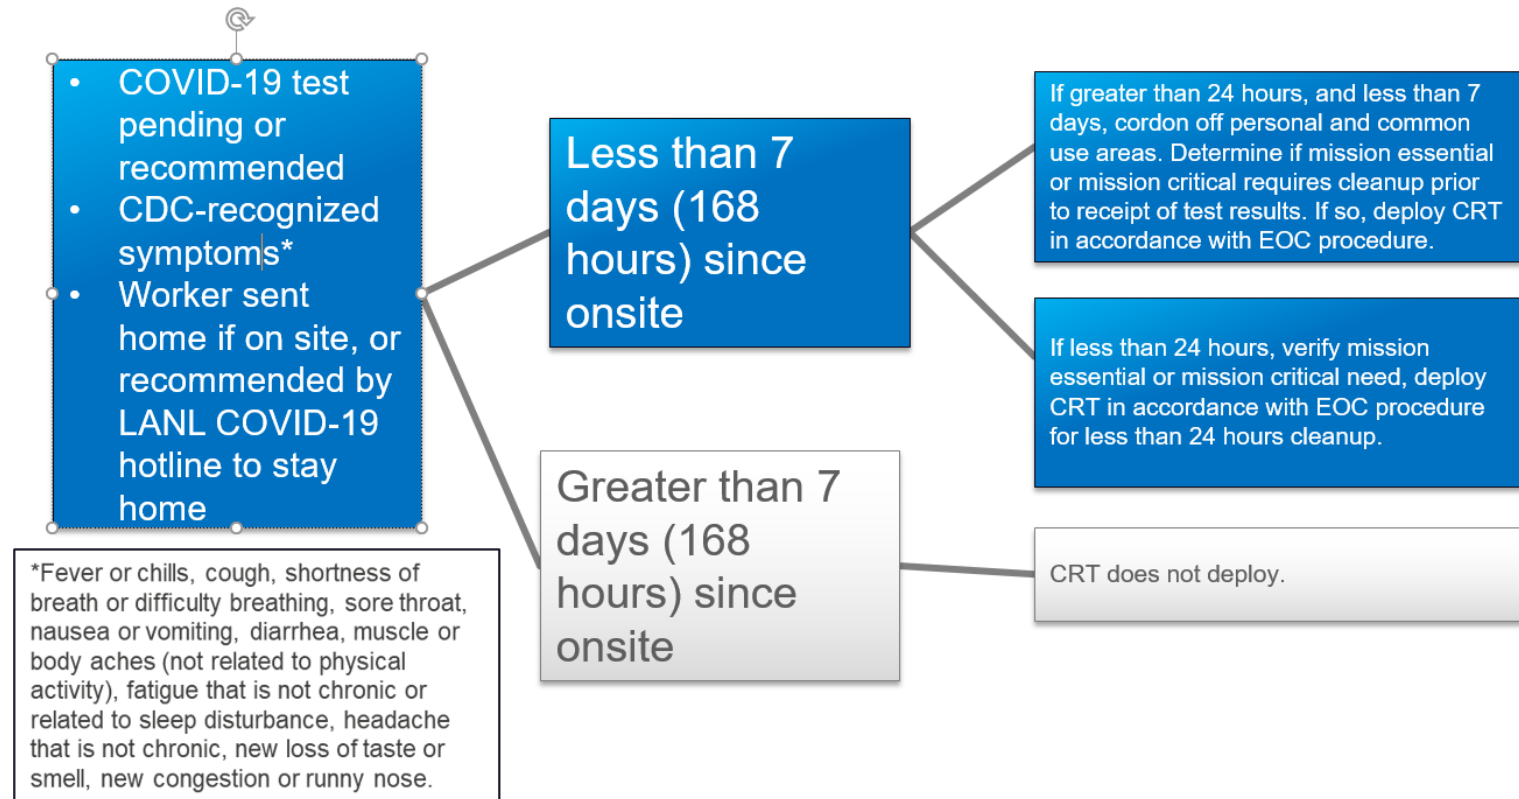 • COVID-19 test
pending or
recommended
• CDC-recognized
symptoms*
• Worker sent
home if on site, or
recommended by
LANL COVID-19
hotline to stay
home
*Fever or chills, cough, shortness of
breath or difficulty breathing, sore throat,
nausea or vomiting, diarrhea, muscle or
body aches (not related to physical
activity), fatigue that is not chronic or
related to sleep disturbance, headache
that is not chronic, new loss of taste or
smell, new congestion or runny nose.
Less than 7
days (168
hours) since
onsite
Greater than 7
days (168
hours) since
onsite
If greater than 24 hours, and less than 7
days, cordon off personal and common
use areas. Determine if mission essential
or mission critical requires cleanup prior
to receipt of test results. If so, deploy CRT
in accordance with EOC procedure.
If less than 24 hours, verify mission
essential or mission critical need, deploy
CRT in accordance with EOC procedure
for less than 24 hours cleanup.
CRT does not deploy.